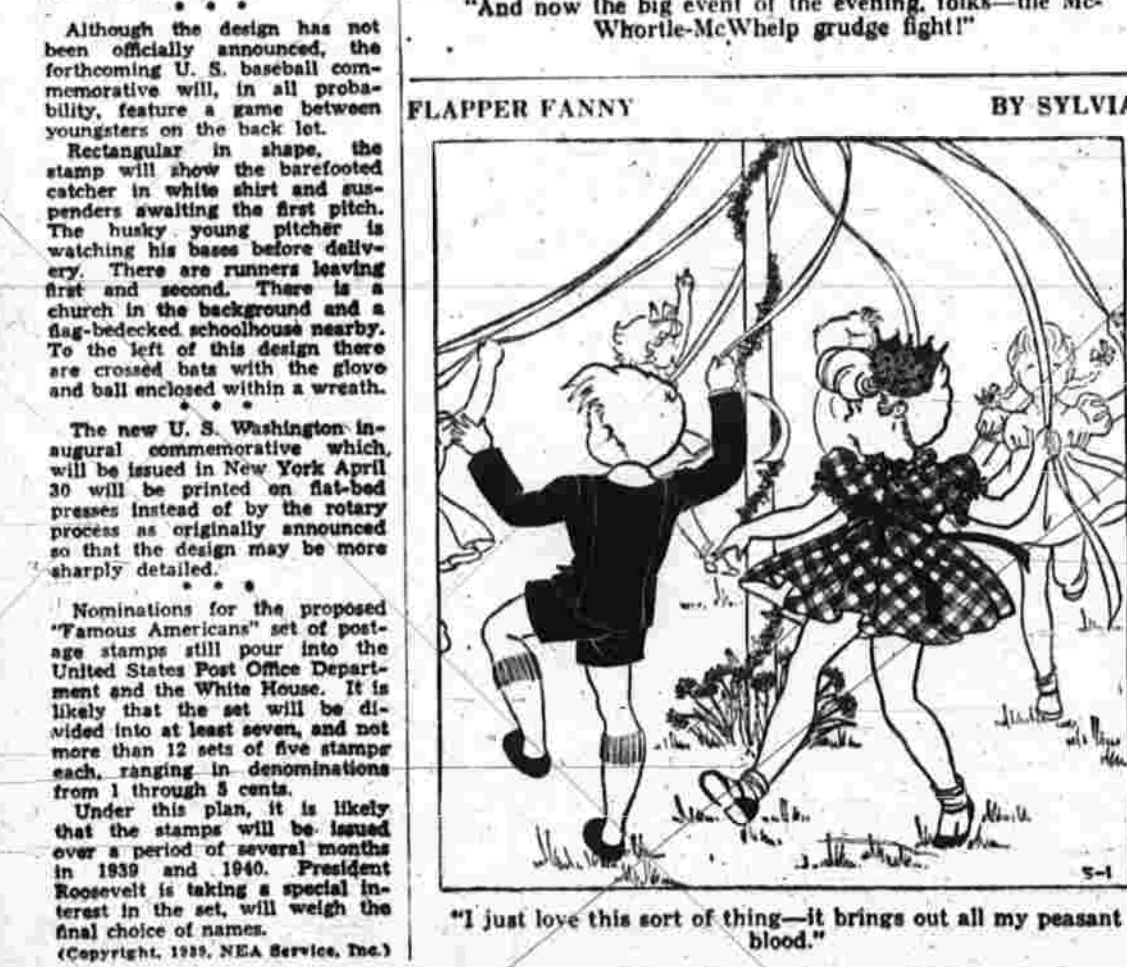 • • •
Although the design has not
been officially announced, the
forthcoming U. S. baseball com-
memorative will, in all proba-
bility, feature a game between
youngsters on the back lot.
Rectangular in shape, the
stamp will show the barefooted
catcher in white shirt and sus-
penders awaiting the first pitch.
The husky young pitcher is
watching his bases before deliv-
ery. There are runners leaving
first and second. There is a
church in the background and a
flag-bedecked schoolhouse nearby.
To the left of this design there
are crossed bats with the glove
and ball enclosed within a wreath.
• • •
The new U. S. Washington in-
augural commemorative which
will be issued in New York April
30 will be printed on flat-bed
presses instead of by the rotary
process as originally announced
so that the design may be more
sharply detailed.
• • •
Nominations for the proposed
"Famous Americans" set of post-
age stamps still pour into the
United States Post Office Depart-
ment and the White House. It is
likely that the set will be di-
vided into at least seven, and not
more than 12 sets of five stamps
each, ranging in denominations
from 1 through 5 cents.
Under this plan, it is likely
that the stamps will be issued
over a period of several months
in 1939 and 1940. President
Roosevelt is taking a special in-
terest in the set, will weigh the
final choice of names.
(Copyright, 1939, NEA Service, Inc.)
"And now the big event of the evening, folks—the Mc-
Whortle-McWhelp grudge fight!"
FLAPPER FANNY BY SYLVIA
5-1
"I just love this sort of thing—it brings out all my peasant
blood."